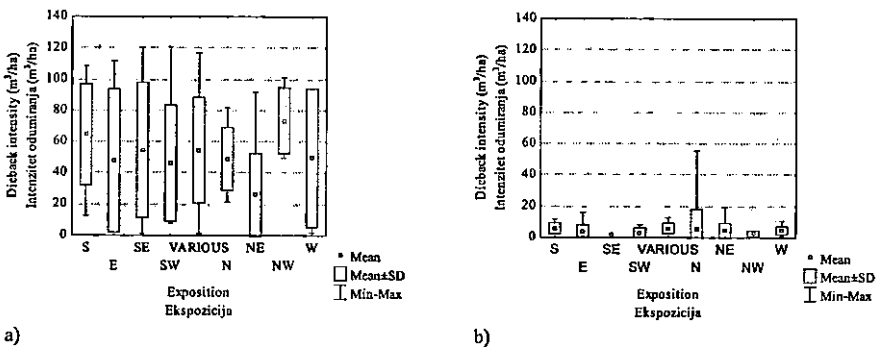 Dieback intensity (m³/ha)
Intenzitet odumiranja (m³/ha)
140
120
100
80
60
40
20
0
S SE VARIOUS NE W
E SW N NW
Exposition
Ekspozicija
Mean
Mean±SD
Min-Max
a)
Dieback intensity (m³/ha)
Intenzitet odumiranja (m³/ha)
140
120
100
80
60
40
20
0
S SE VARIOUS NE W
E SW N NW
Exposition
Ekspozicija
Mean
Mean±SD
Min-Max
b)